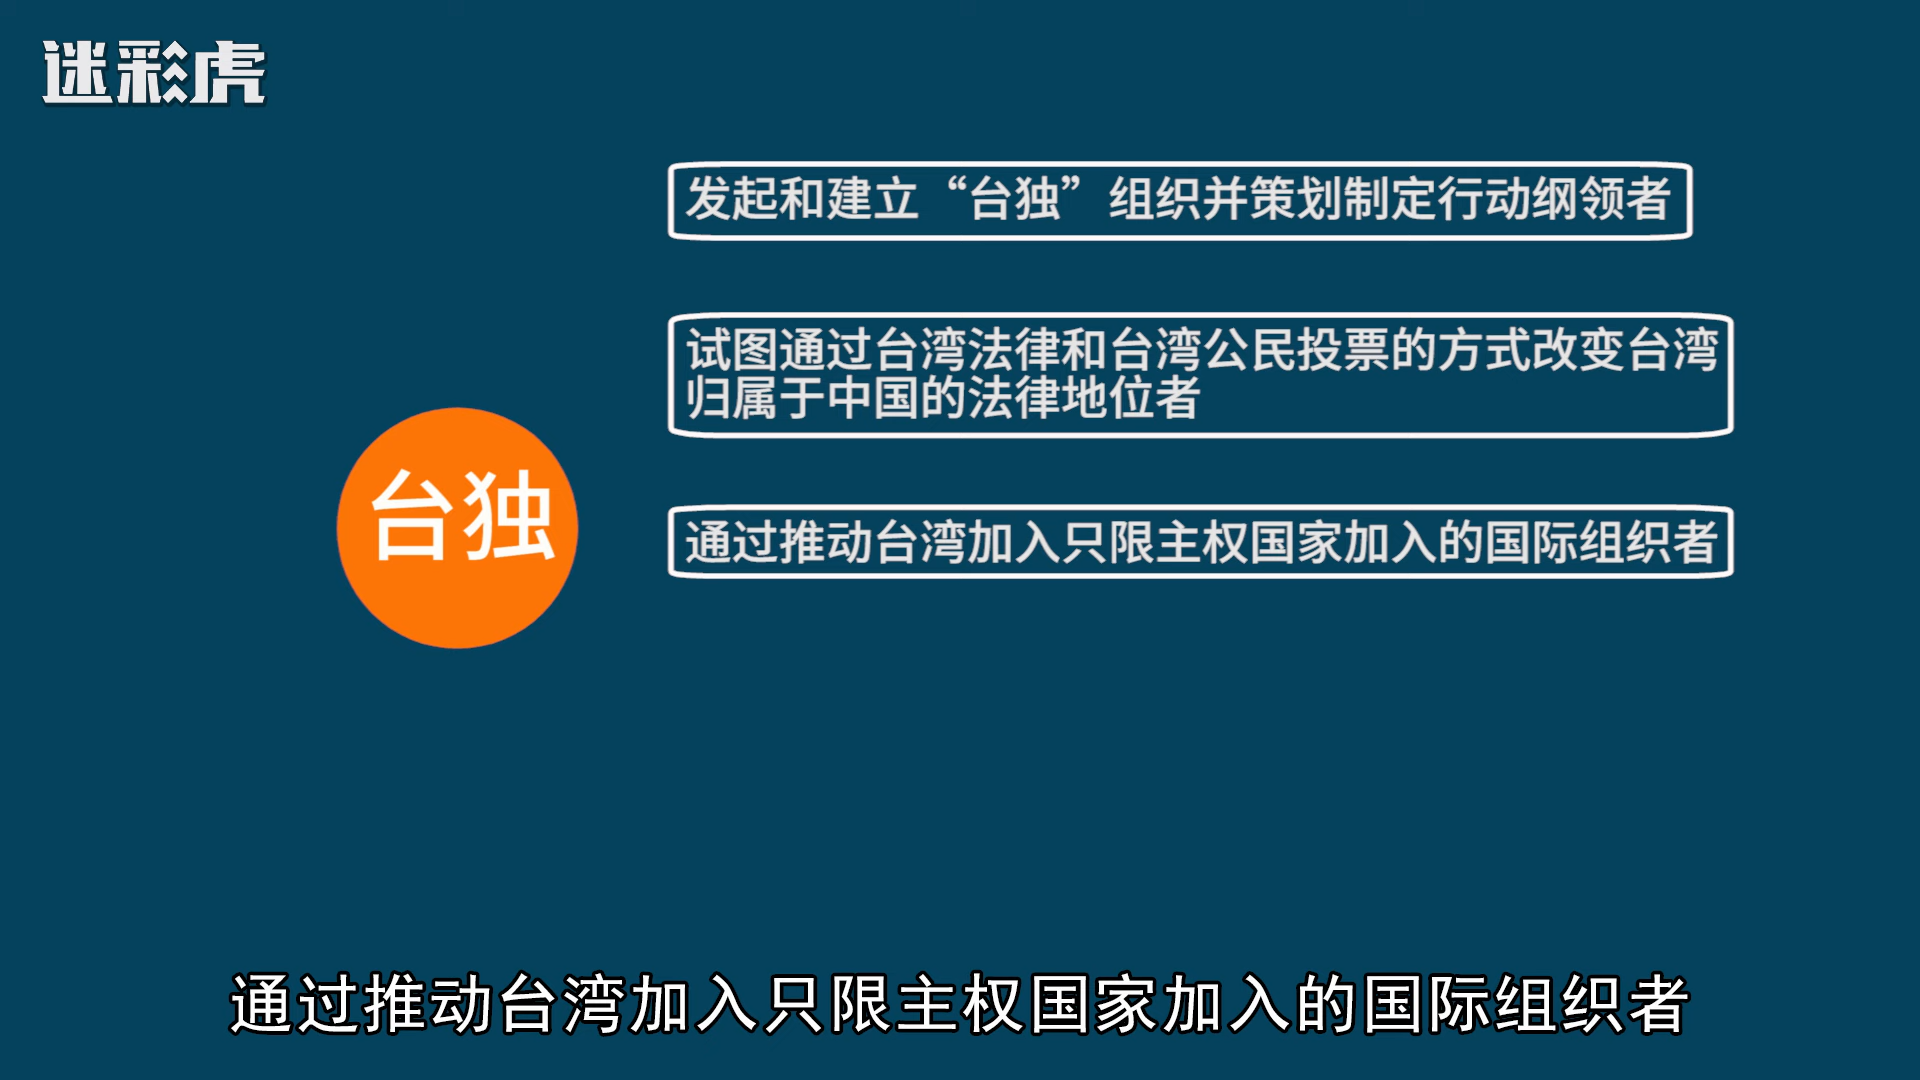 迷彩虎
发起和建立“台独”组织并策划制定行动纲领者
试图通过台湾法律和台湾公民投票的方式改变台湾
归属于中国的法律地位者
台独
通过推动台湾加入只限主权国家加入的国际组织者
通过推动台湾加入只限主权国家加入的国际组织者